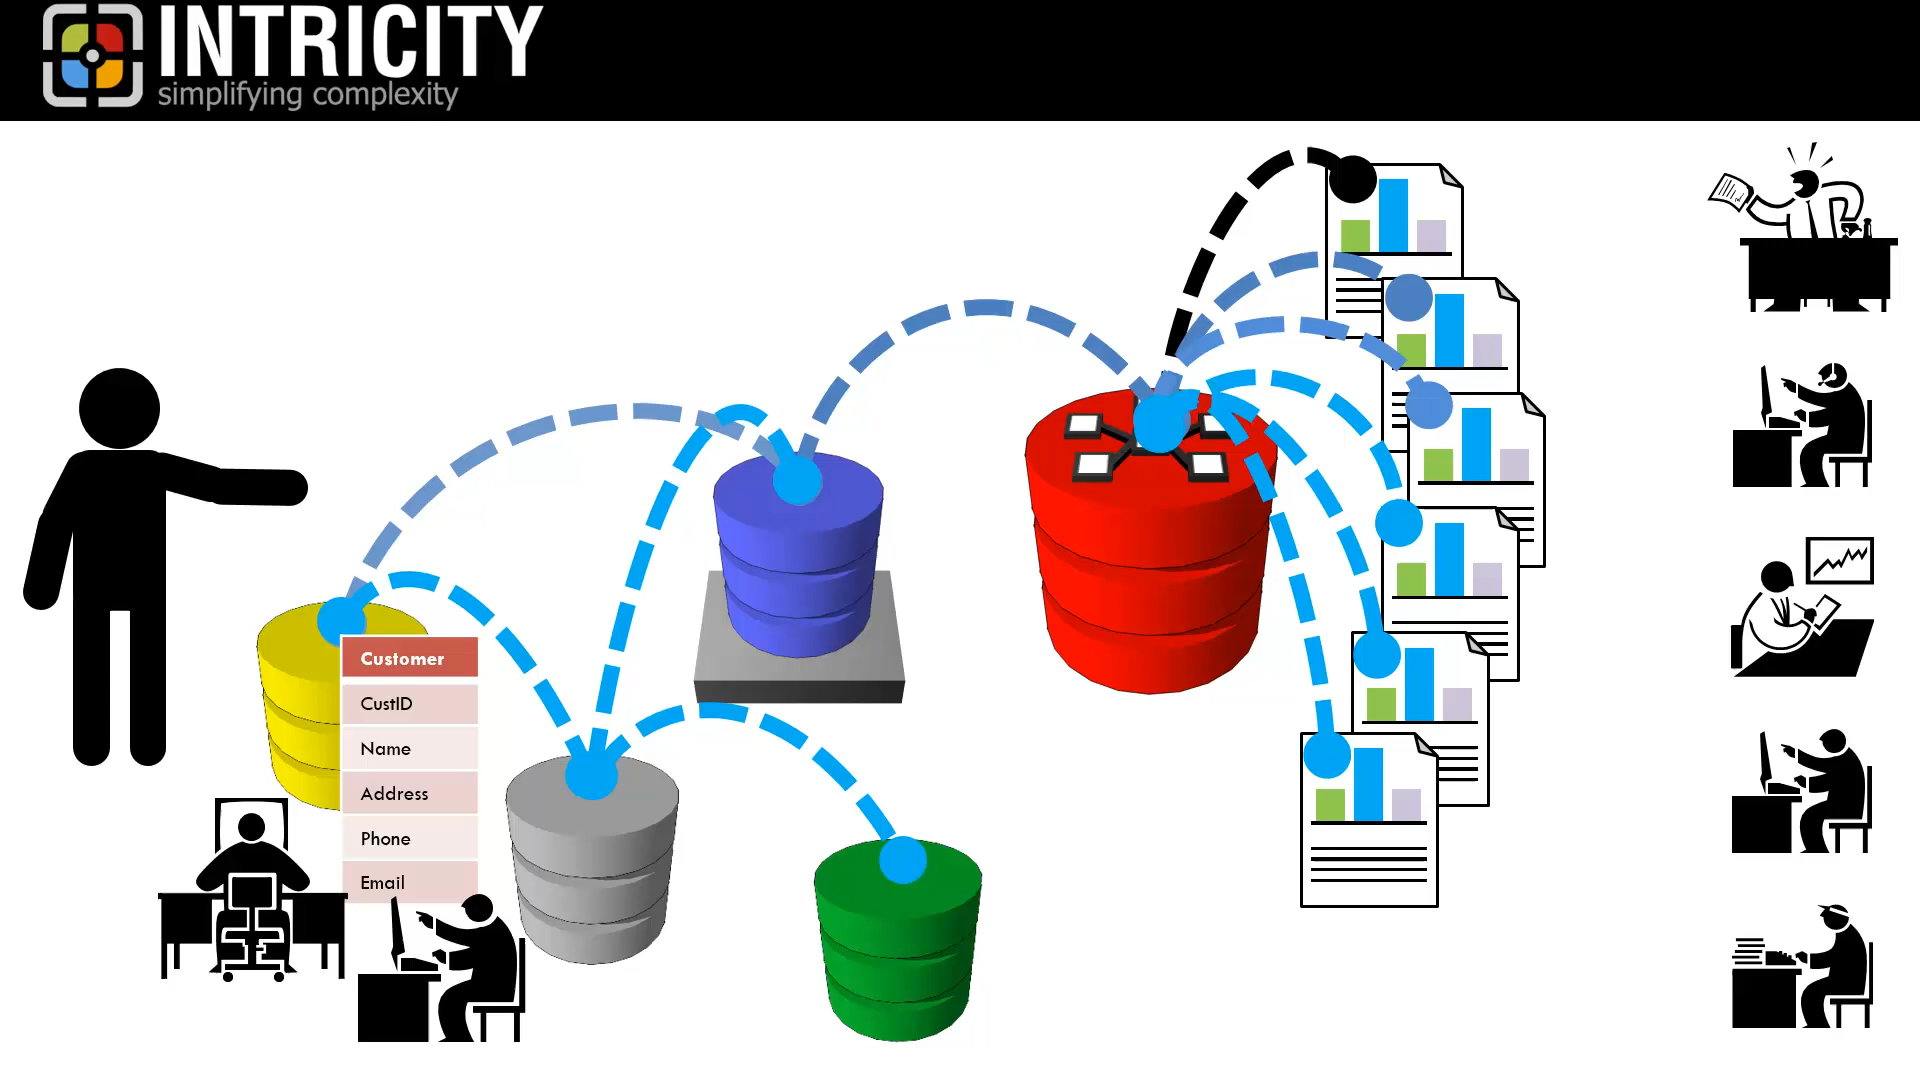 INTRICITY
simplifying complexity
Customer
CustID
Name
Address
Phone
Email